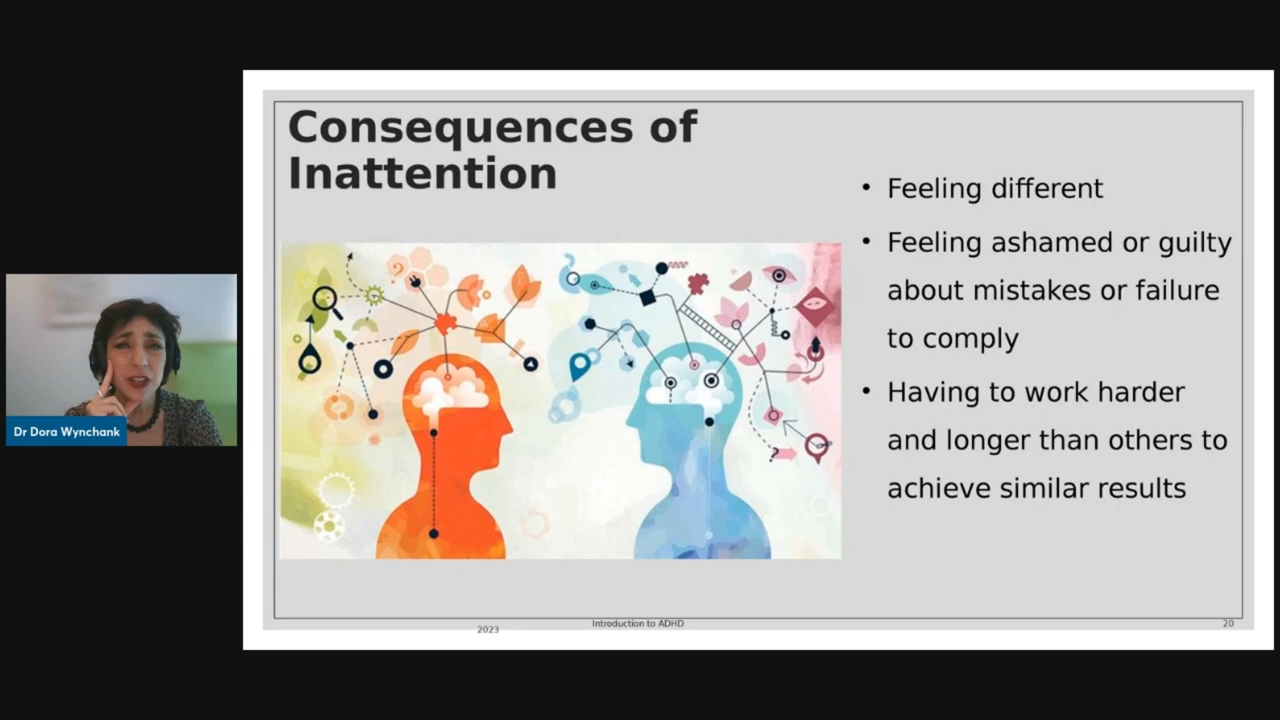 Consequences of
Inattention
• Feeling different
• Feeling ashamed or guilty
about mistakes or failure
to comply
• Having to work harder
and longer than others to
achieve similar results
Dr Dora Wynchank
2023
Introduction to ADHD
20